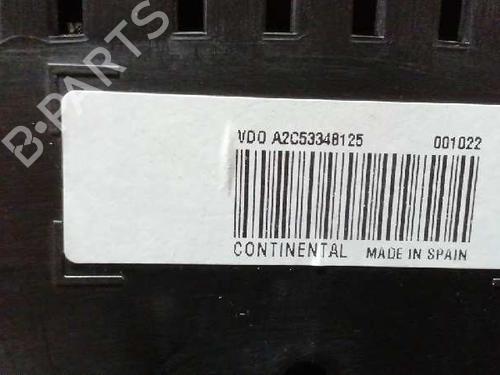 B-PARTS
VDO A2C53348125 001022
CONTINENTAL MADE IN SPAIN